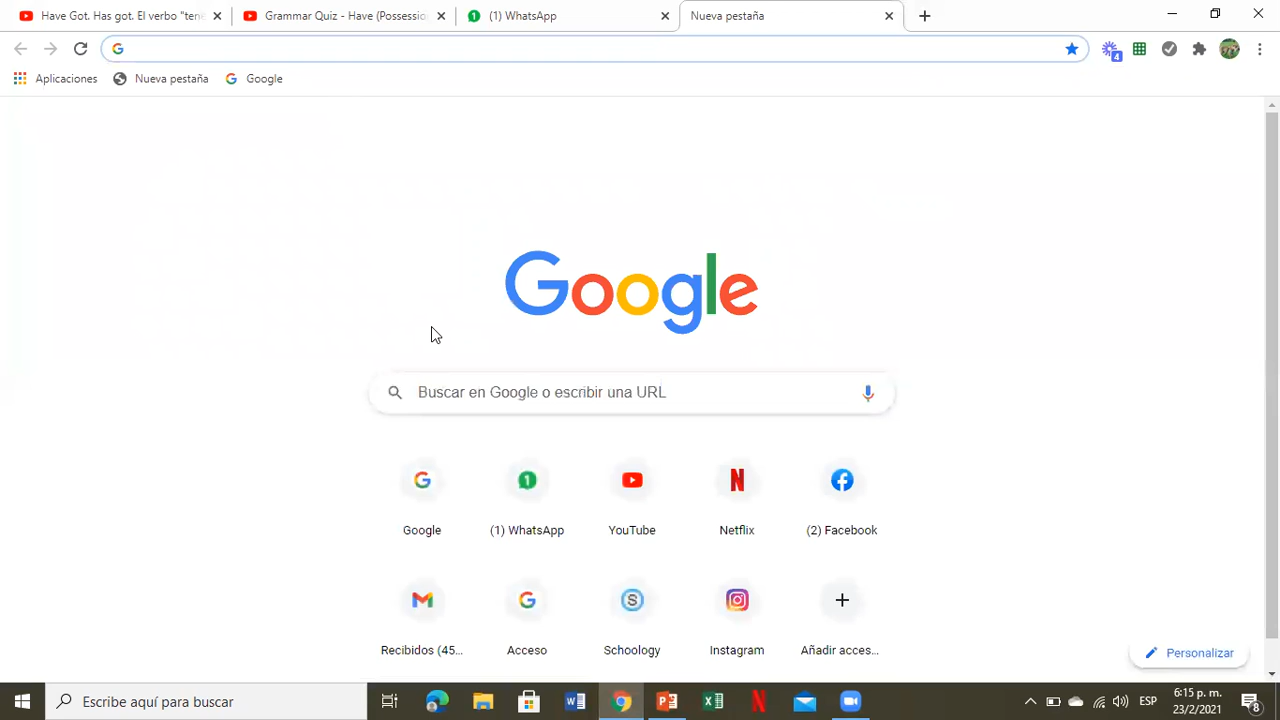 Have Got. Has got. El verbo "ten
Grammar Quiz - Have (Possessio
(1) WhatsApp
Nueva pestaña
4
Aplicaciones
Nueva pestaña
Google
Google
Buscar en Google o escribir una URL
Google
(1) WhatsApp
YouTube
Netflix
(2) Facebook
Recibidos (45...
Acceso
Schoology
Instagram
Añadir acces...
Personalizar
Escribe aquí para buscar
ESP
6:15 p. m.
23/2/2021
8